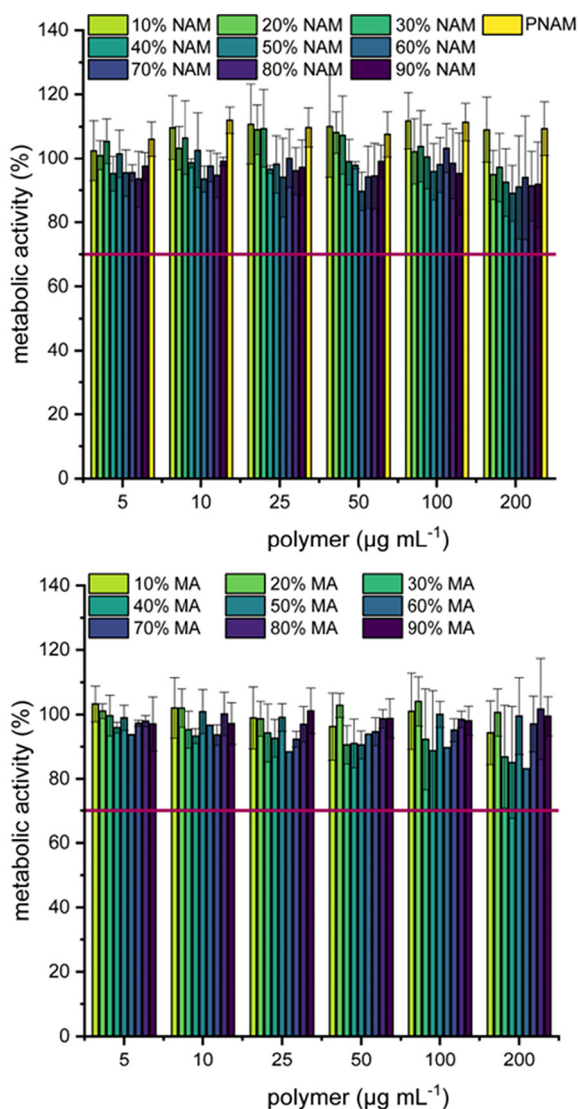 140
120
100
80
60
40
20
0
metabolic activity (%)
10% NAM 20% NAM 30% NAM PNAM
40% NAM 50% NAM 60% NAM
70% NAM 80% NAM 90% NAM
5 10 25 50 100 200
polymer (µg mL⁻¹)
140
120
100
80
60
40
20
0
metabolic activity (%)
10% MA 20% MA 30% MA
40% MA 50% MA 60% MA
70% MA 80% MA 90% MA
5 10 25 50 100 200
polymer (µg mL⁻¹)